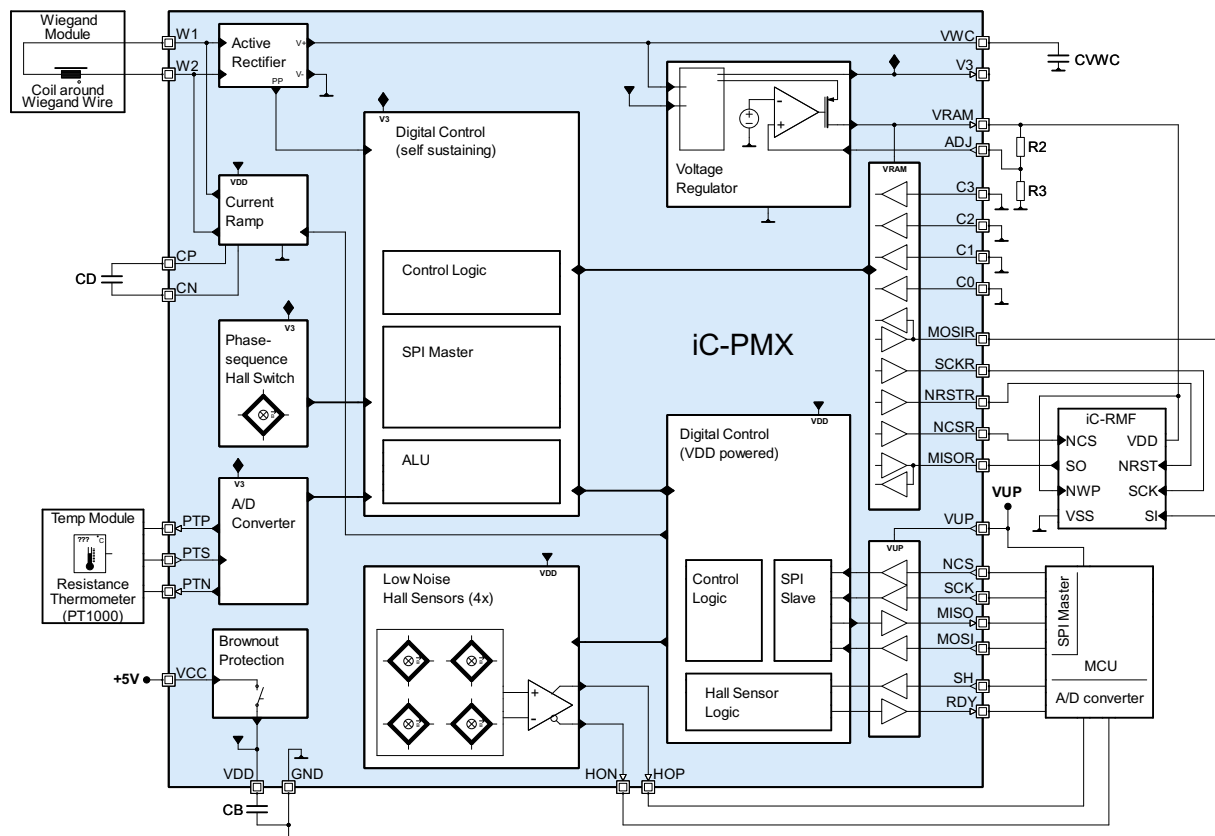 Wiegand
Module
Coil around
Wiegand Wire
W1
W2
Active
Rectifier
V+
V-
PP
VWC
CVWC
V3
Voltage
Regulator
VRAM
ADJ
R2
R3
V3
Digital Control
(self sustaining)
Control Logic
SPI Master
ALU
VDD
Current
Ramp
CP
CN
CD
V3
Phase-
sequence
Hall Switch
V3
A/D
Converter
Temp Module
???
°C
Resistance
Thermometer
(PT1000)
PTP
PTS
PTN
Brownout
Protection
+5V
VCC
VDD
GND
CB
VDD
Low Noise
Hall Sensors (4x)
HON
HOP
iC-PMX
VDD
Digital Control
(VDD powered)
Control
Logic
SPI
Slave
Hall Sensor
Logic
VRAM
C3
C2
C1
C0
MOSIR
SCKR
NRSTR
NCSR
MISOR
iC-RMF
NCS
VDD
SO
NRST
NWP
SCK
VSS
SI
VUP
VUP
VUP
NCS
SCK
MISO
MOSI
SH
RDY
SPI Master
MCU
A/D converter